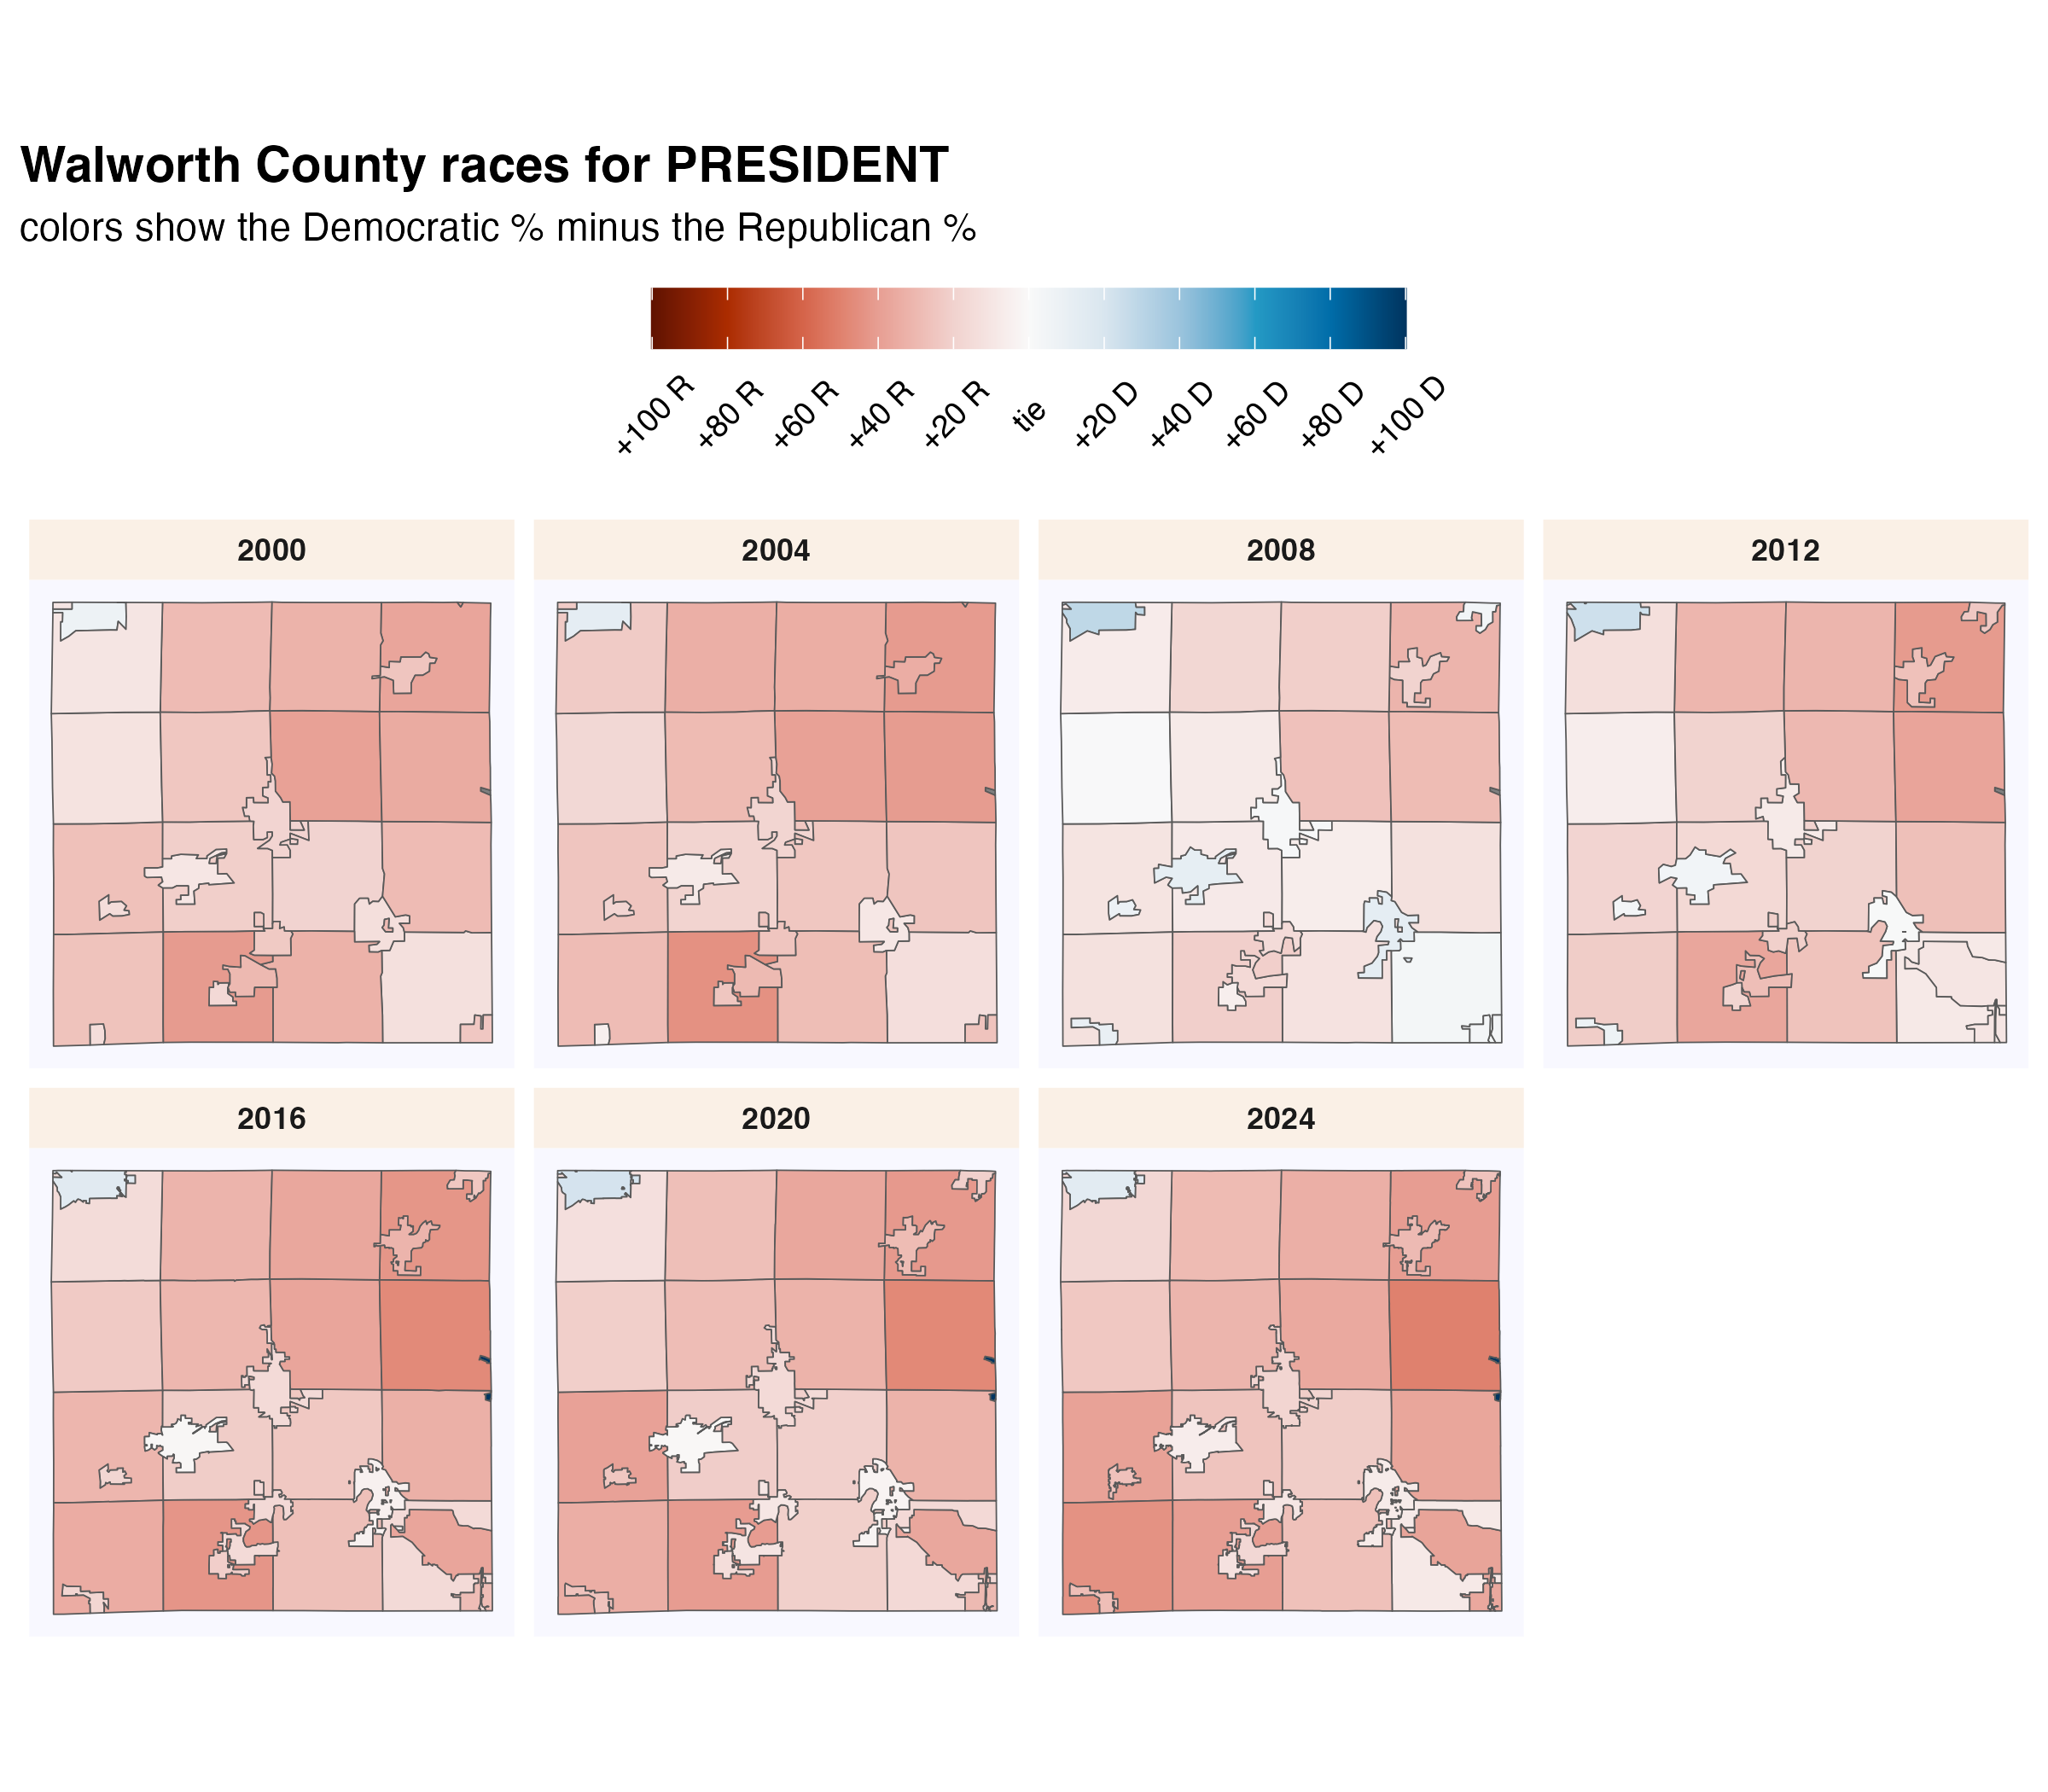 Walworth County races for PRESIDENT
colors show the Democratic % minus the Republican %
+100 R
+80 R
+60 R
+40 R
+20 R
tie
+20 D
+40 D
+60 D
+80 D
+100 D
2000
2004
2008
2012
2016
2020
2024